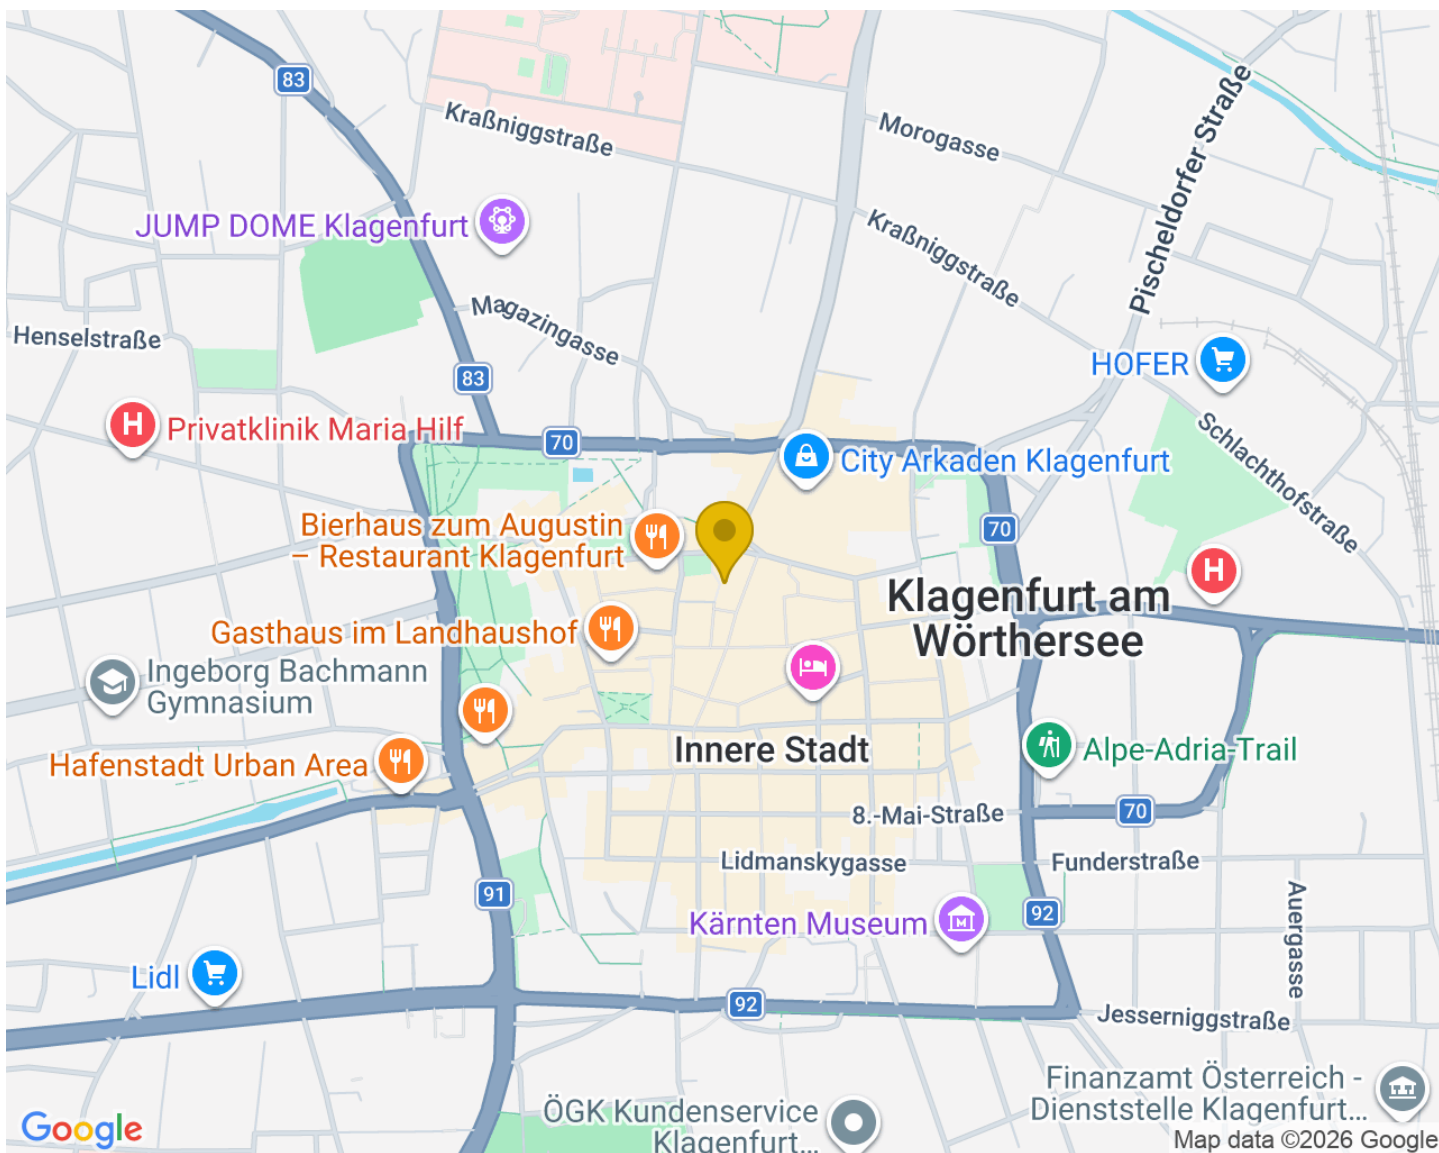 83
Kraßniggstraße
Morogasse
Pischeldorfer Straße
JUMP DOME Klagenfurt
Kraßniggstraße
Magazingasse
Henselstraße
HOFER
83
Privatklinik Maria Hilf
H
70
City Arkaden Klagenfurt
Schlachthofstraße
Bierhaus zum Augustin
– Restaurant Klagenfurt
70
H
Klagenfurt am
Wörthersee
Gasthaus im Landhaushof
Ingeborg Bachmann
Gymnasium
Innere Stadt
Alpe-Adria-Trail
Hafenstadt Urban Area
8.-Mai-Straße
70
Lidmanskygasse
Funderstraße
91
Auergasse
92
Kärnten Museum
M
Lidl
92
Jesserniggstraße
Finanzamt Österreich -
Dienststelle Klagenfurt...
ÖGK Kundenservice
Klagenfurt...
Google
Map data ©2026 Google